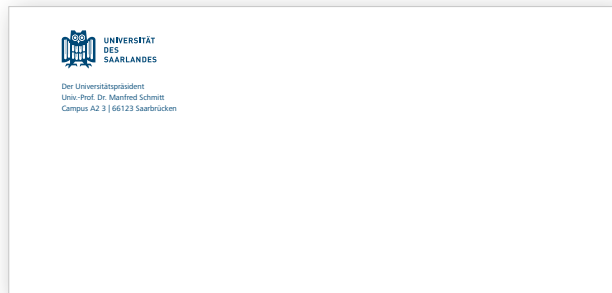 UNIVERSITÄT
DES
SAARLANDES
Der Universitätspräsident
Univ.-Prof. Dr. Manfred Schmitt
Campus A2 3 | 66123 Saarbrücken